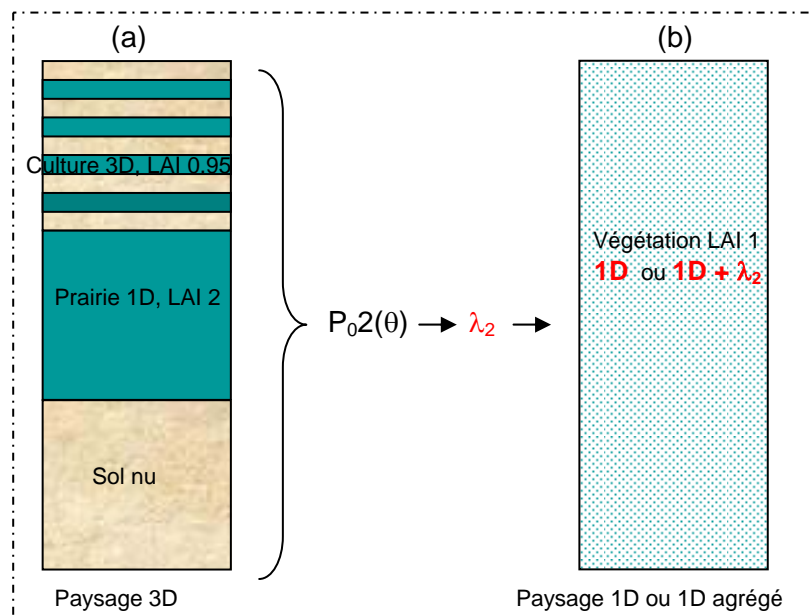 (a)
(b)
Culture 3D, LAI 0.95
Prairie 1D, LAI 2
Sol nu
P₀2(θ) → λ₂ →
Végétation LAI 1
1D ou 1D + λ₂
Paysage 3D
Paysage 1D ou 1D agrégé